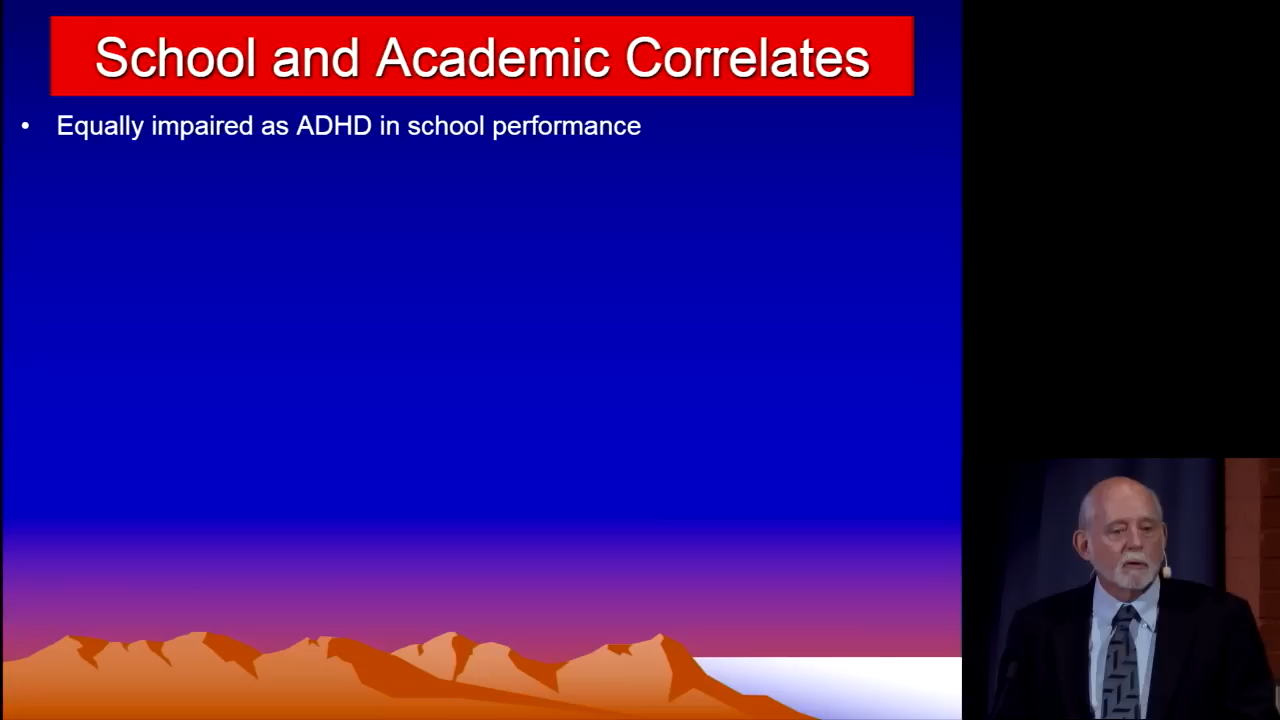 School and Academic Correlates
• Equally impaired as ADHD in school performance